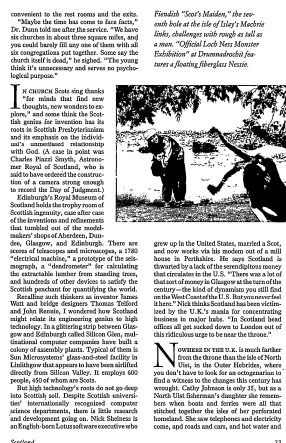 convenient to the rest rooms and the exits.
"Maybe the time has come to face facts,"
Dr. Dunn told me after the service. "We have
six churches in about three square miles, and
you could barely fill any one of them with all
six congregations put together. Some say the
church itself is dead," he sighed. "The young
think it's unnecessary and serves no psycho-
logical purpose."
IN CHURCH Scots sing thanks
"for minds that find new
thoughts, new wonders to ex-
plore," and some think the Scot-
tish genius for invention has its
roots in Scottish Presbyterianism
and its emphasis on the individ-
ual's unmediated relationship
with God. (A case in point was
Charles Piazzi Smyth, Astrono-
mer Royal of Scotland, who is
said to have ordered the construc-
tion of a camera strong enough
to record the Day of Judgment.)
Edinburgh's Royal Museum of
Scotland holds the trophy room of
Scottish ingenuity, case after case
of the inventions and refinements
that tumbled out of the model-
makers' shops of Aberdeen, Dun-
dee, Glasgow, and Edinburgh. There are
scores of telescopes and microscopes, a 1780
"electrical machine," a prototype of the seis-
mograph, a "dendrometer" for calculating
the extractable lumber from standing trees,
and hundreds of other devices to satisfy the
Scottish penchant for quantifying the world.
Recalling such thinkers as inventor James
Watt and bridge designers Thomas Telford
and John Rennie, I wondered how Scotland
might relate its engineering genius to high
technology. In a glittering strip between Glas-
gow and Edinburgh called Silicon Glen, mul-
tinational computer companies have built a
colony of assembly plants. Typical of them is
Sun Microsystems' glass-and-steel facility in
Linlithgow that appears to have been airlifted
directly from Silicon Valley. It employs 600
people, 450 of whom are Scots.
But high technology's roots do not go deep
into Scottish soil. Despite Scottish universi-
ties' internationally recognized computer
science departments, there is little research
and development going on. Nick Shelness is
an English-born Lotus software executive who
Fiendish "Scot's Maiden," the sev-
enth hole at the isle of Islay's Machrie
links, challenges with rough as tall as
a man. "Official Loch Ness Monster
Exhibition" at Drumnadrochit fea-
tures a floating fiberglass Nessie.
grew up in the United States, married a Scot,
and now works via his modem out of a mill
house in Perthshire. He says Scotland is
thwarted by a lack of the serendipitous money
that circulates in the U.S. "There was a lot of
that sort of money in Glasgow at the turn of the
century—the kind of dynamism you still find
on the West Coast of the U.S. But you never feel
it here." Nick thinks Scotland has been victim-
ized by the U.K.'s mania for concentrating
business in major hubs. "In Scotland head
offices all get sucked down to London out of
this ridiculous urge to be near the throne."
NOWHERE IN THE U.K. is much farther
from the throne than the isle of North
Uist, in the Outer Hebrides, where
you don't have to look for an octogenarian to
find a witness to the changes this century has
wrought. Cathy Johnson is only 35, but as a
North Uist fisherman's daughter she remem-
bers when boats and ferries were all that
stitched together the isles of her perforated
homeland. She saw telephones and electricity
come, and roads and cars, and hot water and
Scotland
23